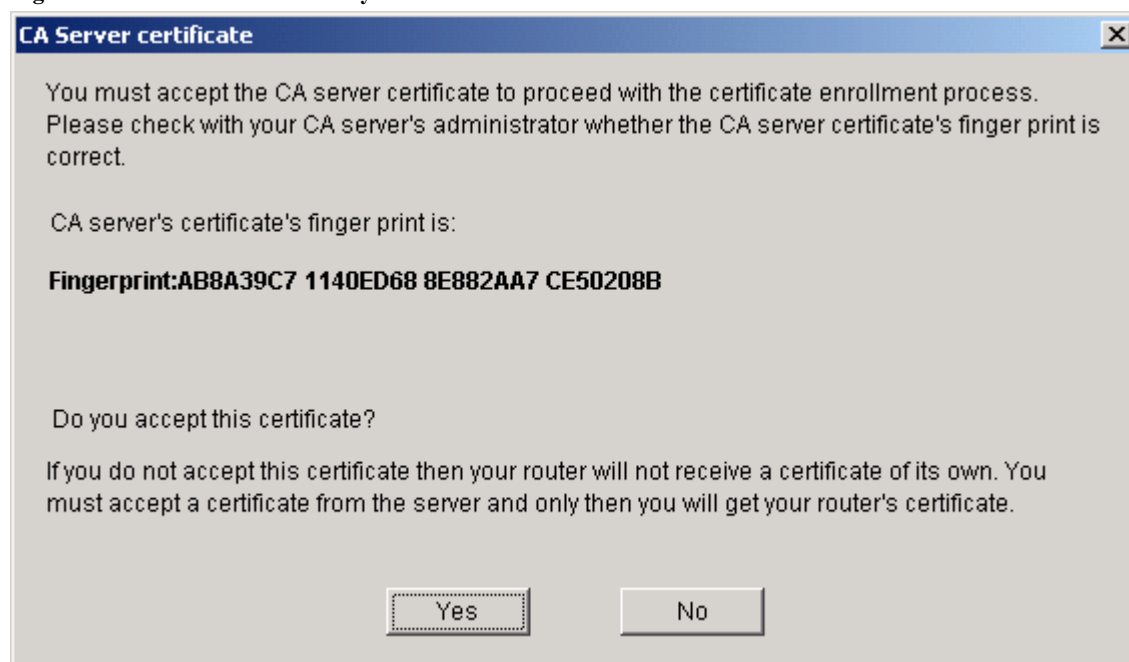 CA Server certificate
You must accept the CA server certificate to proceed with the certificate enrollment process.
Please check with your CA server's administrator whether the CA server certificate's finger print is
correct.
CA server's certificate's finger print is:
Fingerprint:AB8A39C7 1140ED68 8E882AA7 CE50208B
Do you accept this certificate?
If you do not accept this certificate then your router will not receive a certificate of its own. You
must accept a certificate from the server and only then you will get your router's certificate.
Yes
No